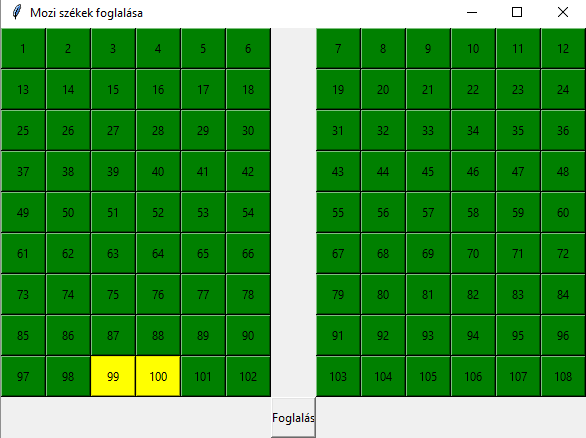 Mozi székek foglalása
1 2 3 4 5 6 7 8 9 10 11 12
13 14 15 16 17 18 19 20 21 22 23 24
25 26 27 28 29 30 31 32 33 34 35 36
37 38 39 40 41 42 43 44 45 46 47 48
49 50 51 52 53 54 55 56 57 58 59 60
61 62 63 64 65 66 67 68 69 70 71 72
73 74 75 76 77 78 79 80 81 82 83 84
85 86 87 88 89 90 91 92 93 94 95 96
97 98 99 100 101 102 103 104 105 106 107 108
Foglalás